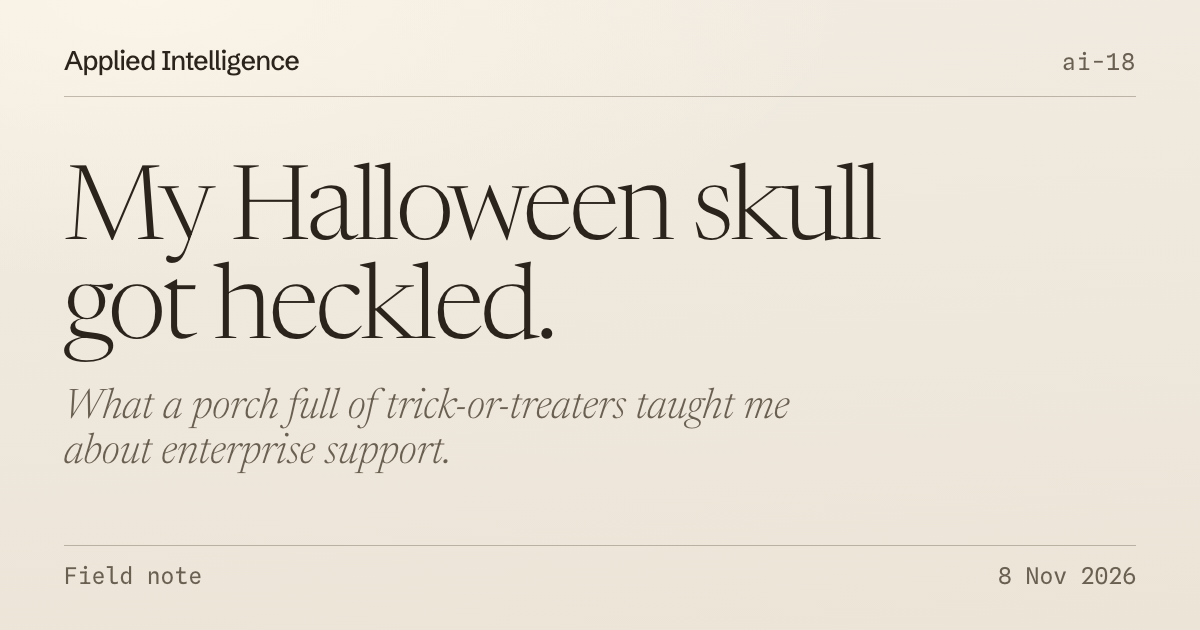 Applied Intelligence
ai-18
My Halloween skull
got heckled.
What a porch full of trick-or-treaters taught me
about enterprise support.
Field note
8 Nov 2026